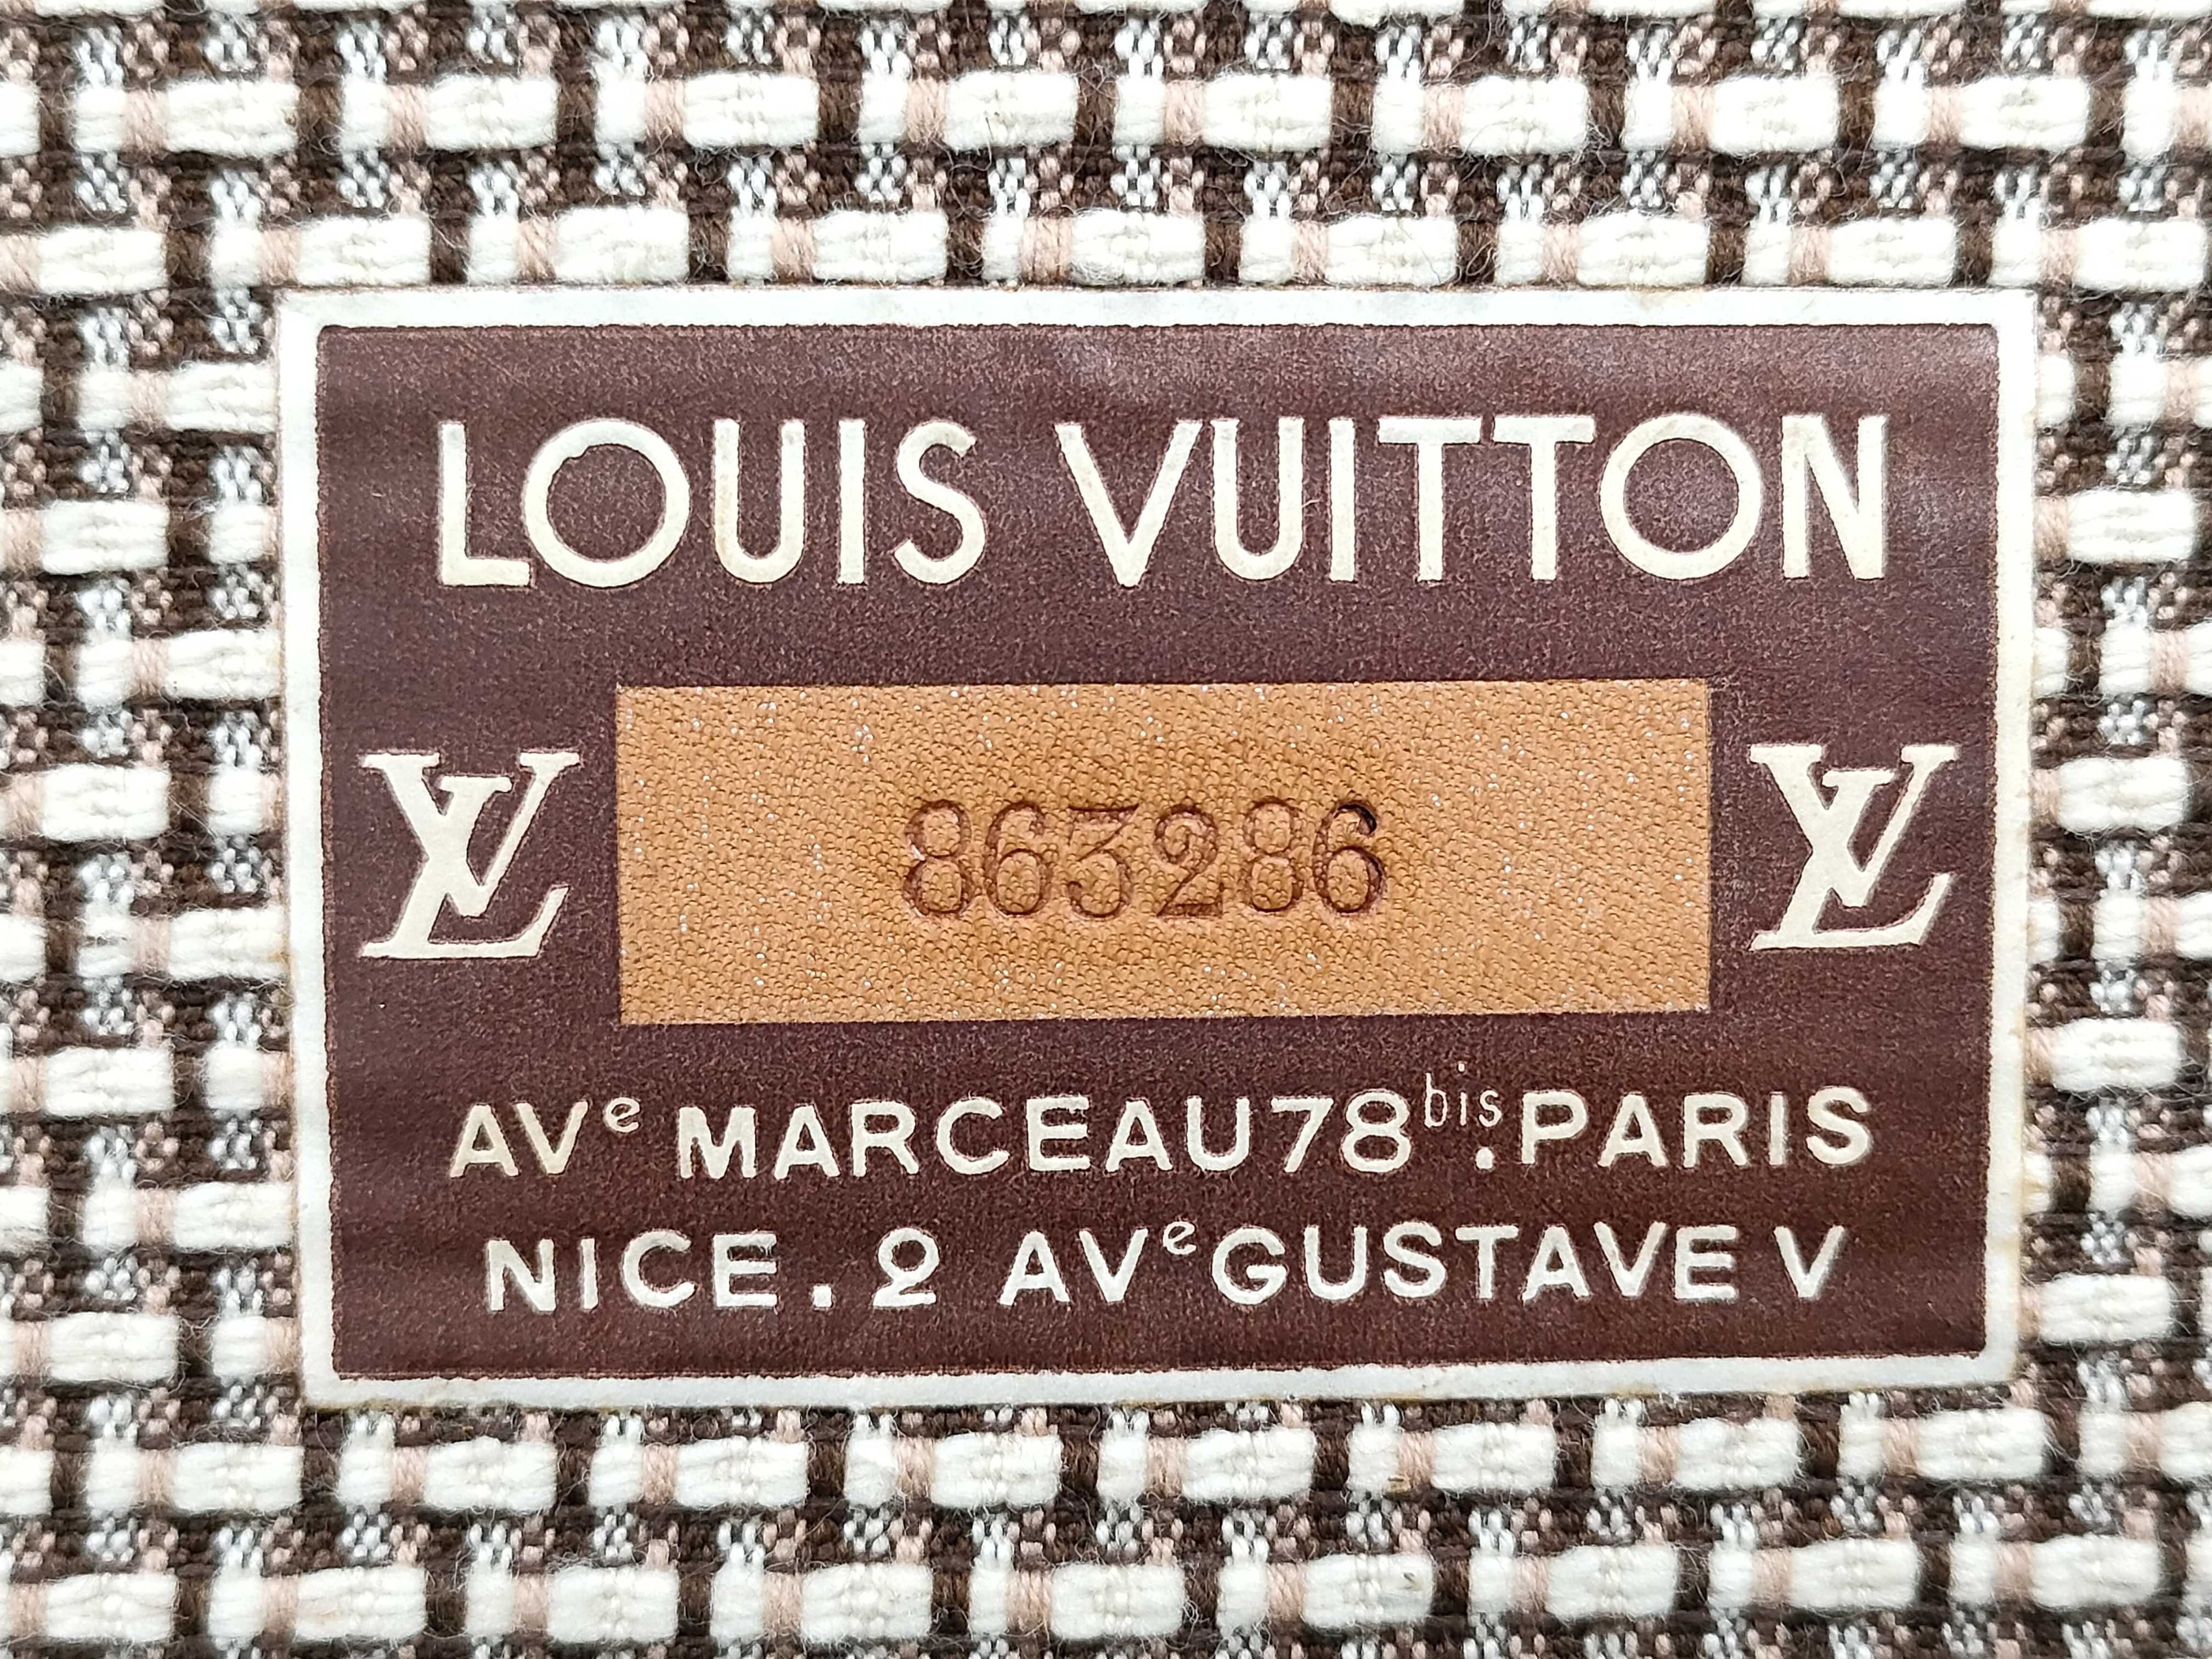 LOUIS VUITTON
LV 863286 LV
AVe MARCEAU 78bis. PARIS
NICE. 2 AVe GUSTAVE V